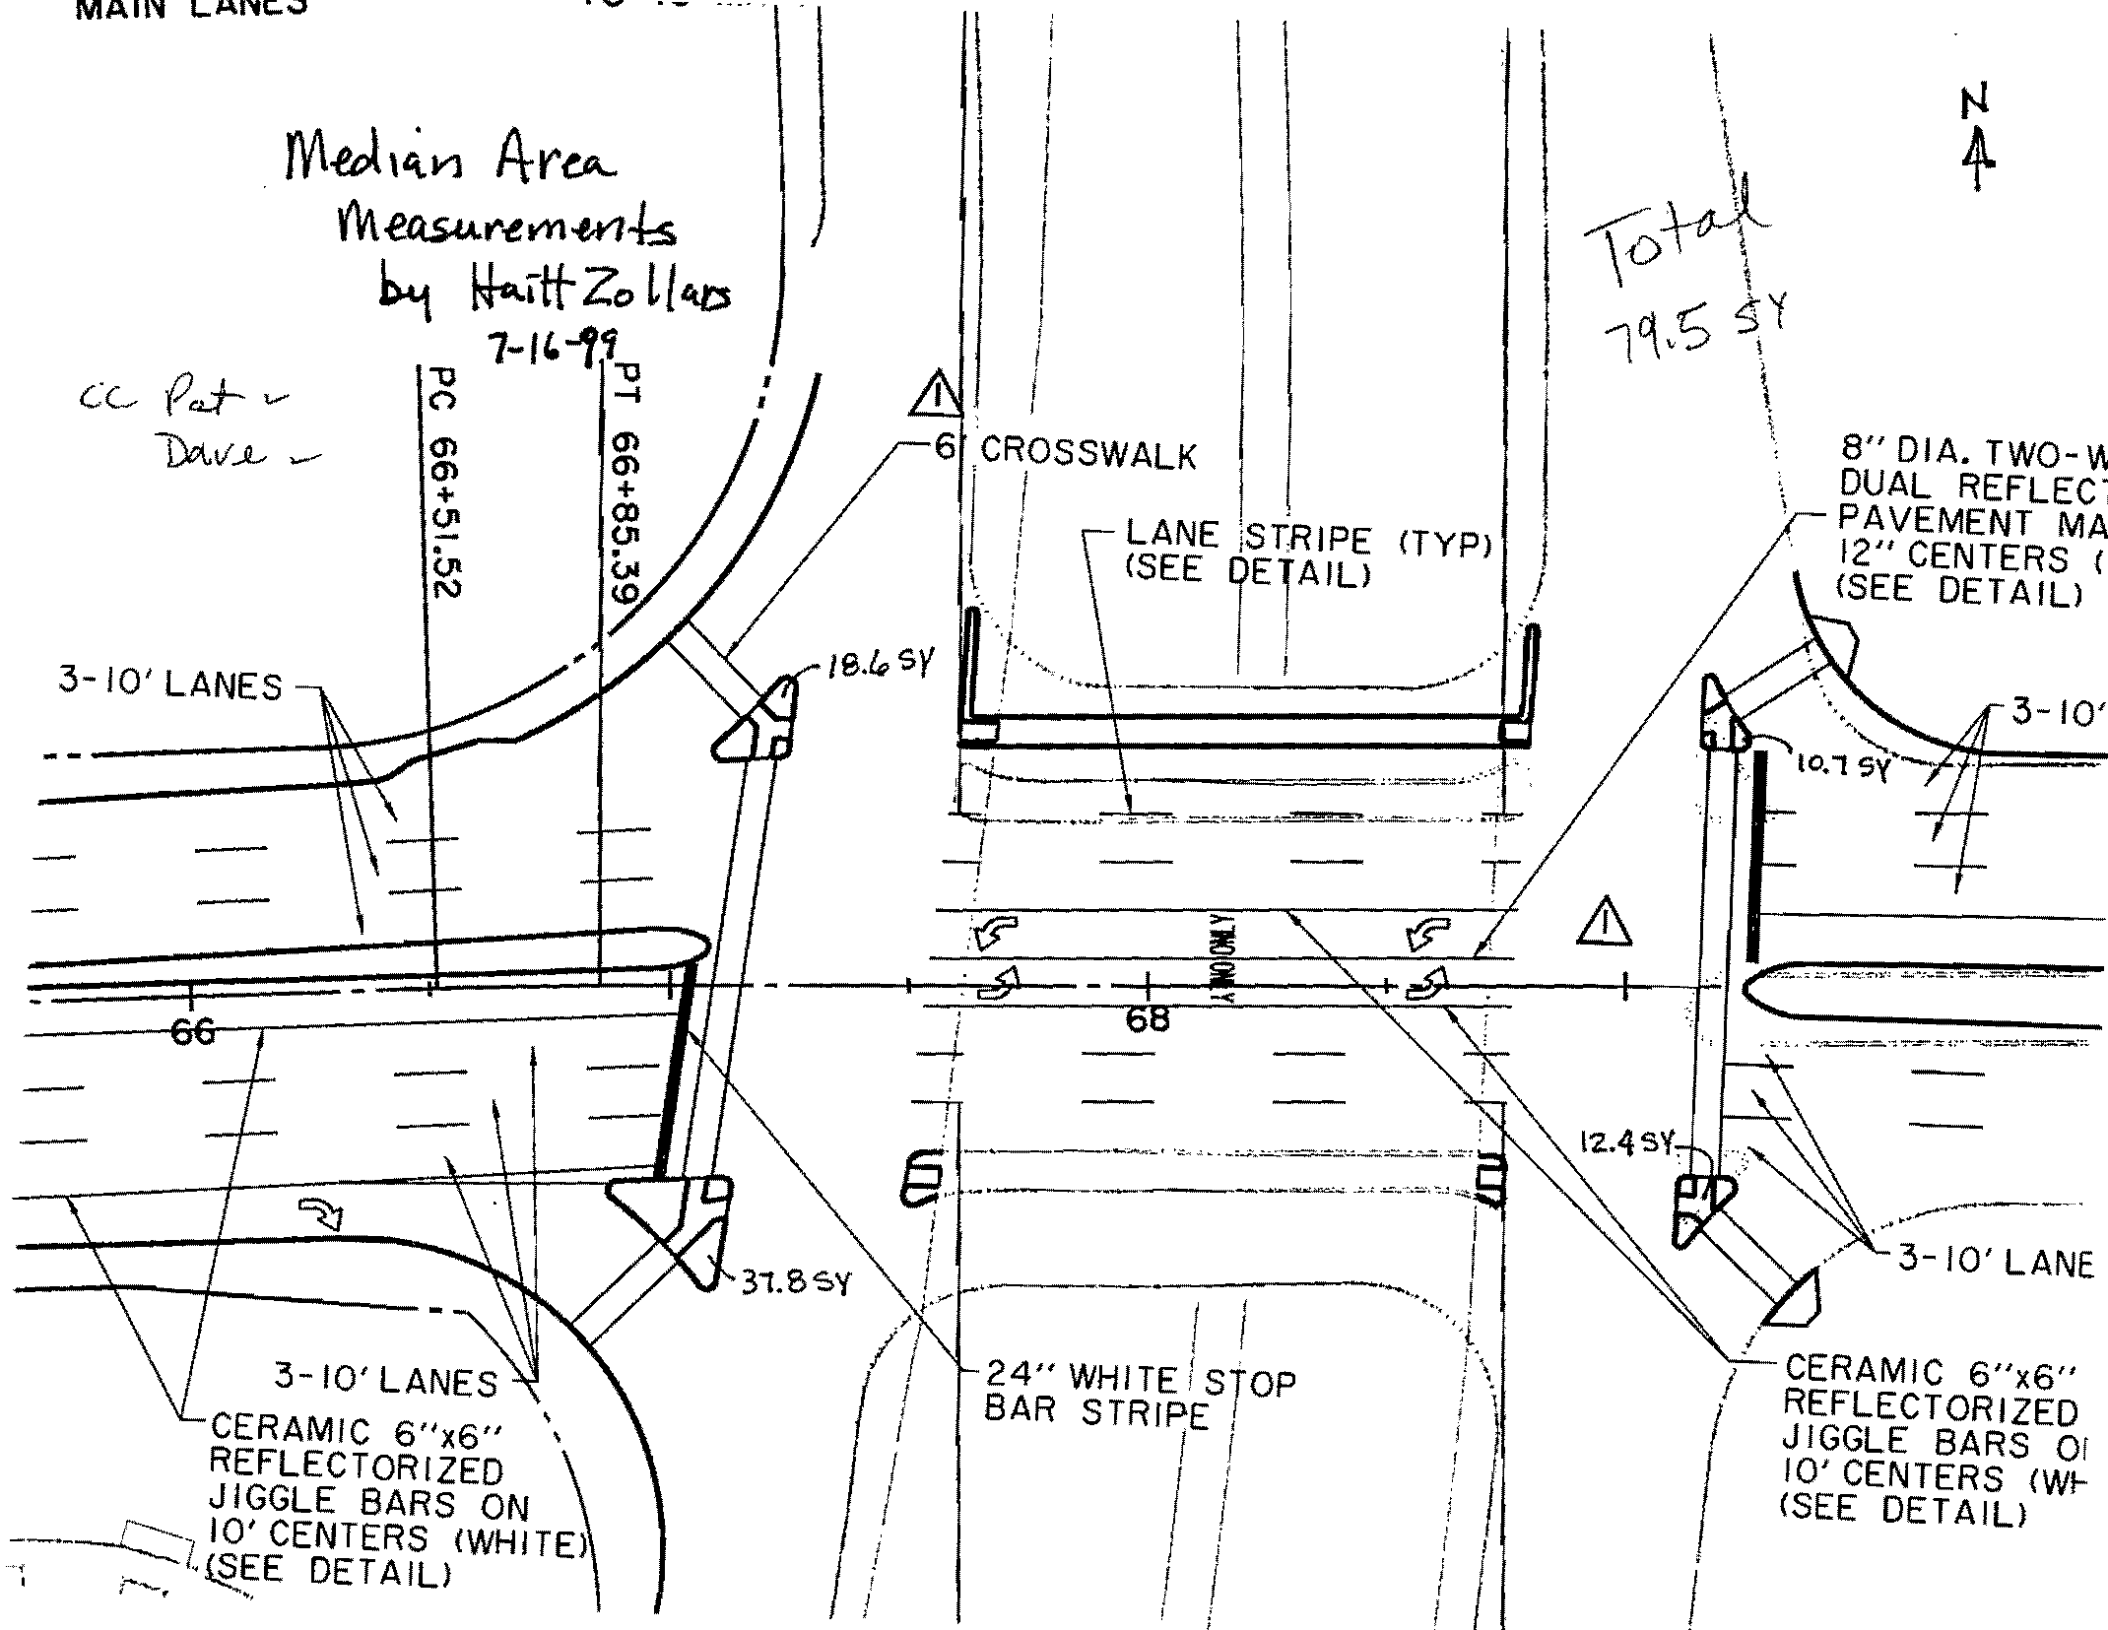 MAIN LANES
N
Median Area
Measurements
by Haitt Zollars
7-16-99
Total
79.5 SY
cc Pat
Dave
PC 66+51.52
PT 66+85.39
1
6' CROSSWALK
LANE STRIPE (TYP)
(SEE DETAIL)
8" DIA. TWO-W
DUAL REFLECT
PAVEMENT MA
12" CENTERS (
(SEE DETAIL)
3-10' LANES
18.6 SY
3-10'
10.7 SY
ONLY
ONLY
1
66
68
12.4 SY
37.8 SY
3-10' LANE
3-10' LANES
24" WHITE STOP
BAR STRIPE
CERAMIC 6"x6"
REFLECTORIZED
JIGGLE BARS ON
10' CENTERS (WHITE)
(SEE DETAIL)
CERAMIC 6"x6"
REFLECTORIZED
JIGGLE BARS O
10' CENTERS (WH
(SEE DETAIL)